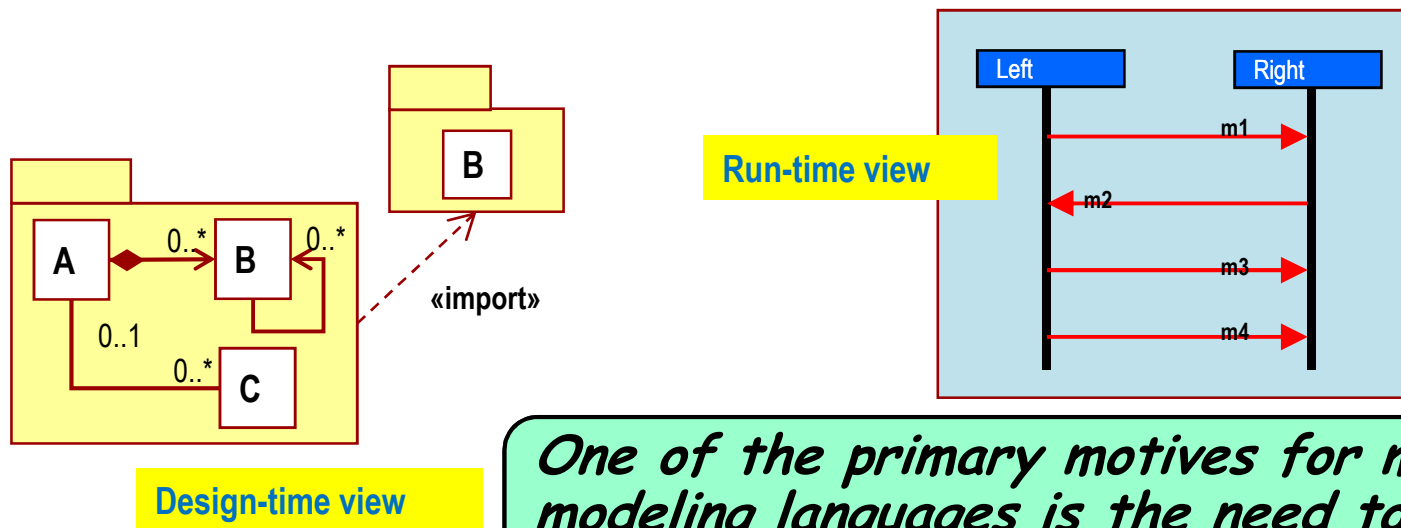 B
A
0..*
B
0..*
0..1
0..*
C
«import»
Design-time view
Run-time view
Left
Right
m1
m2
m3
m4
One of the primary motives for
modeling languages is the need to